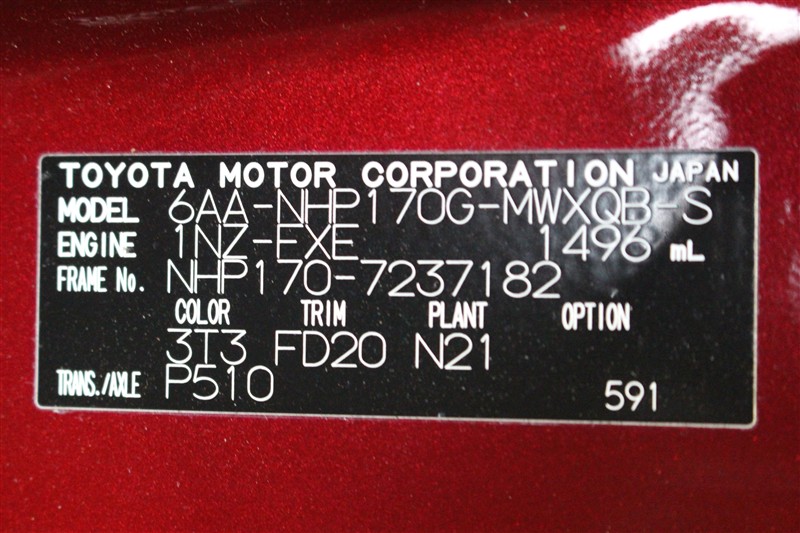 TOYOTA MOTOR CORPORATION JAPAN
MODEL 6AA-NHP170G-MWXQB-S
ENGINE 1NZ-FXE 1496 mL
FRAME No. NHP170-7237182
COLOR TRIM PLANT OPTION
3T3 FD20 N21
TRANS./AXLE P510 591